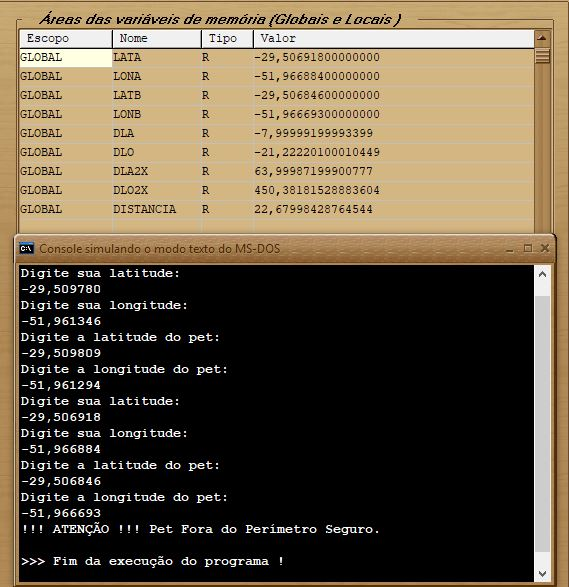 Áreas das variáveis de memória (Globais e Locais )
Escopo Nome Tipo Valor
GLOBAL LATA R -29,50691800000000
GLOBAL LONA R -51,96688400000000
GLOBAL LATB R -29,50684600000000
GLOBAL LONB R -51,96669300000000
GLOBAL DLA R -7,99999199993399
GLOBAL DLO R -21,22220100010449
GLOBAL DLA2X R 63,99987199900777
GLOBAL DLO2X R 450,38181528883604
GLOBAL DISTANCIA R 22,67998428764544
Console simulando o modo texto do MS-DOS
Digite sua latitude:
-29,509780
Digite sua longitude:
-51,961346
Digite a latitude do pet:
-29,509809
Digite a longitude do pet:
-51,961294
Digite sua latitude:
-29,506918
Digite sua longitude:
-51,966884
Digite a latitude do pet:
-29,506846
Digite a longitude do pet:
-51,966693
!!! ATENÇÃO !!! Pet Fora do Perímetro Seguro.
>>> Fim da execução do programa !